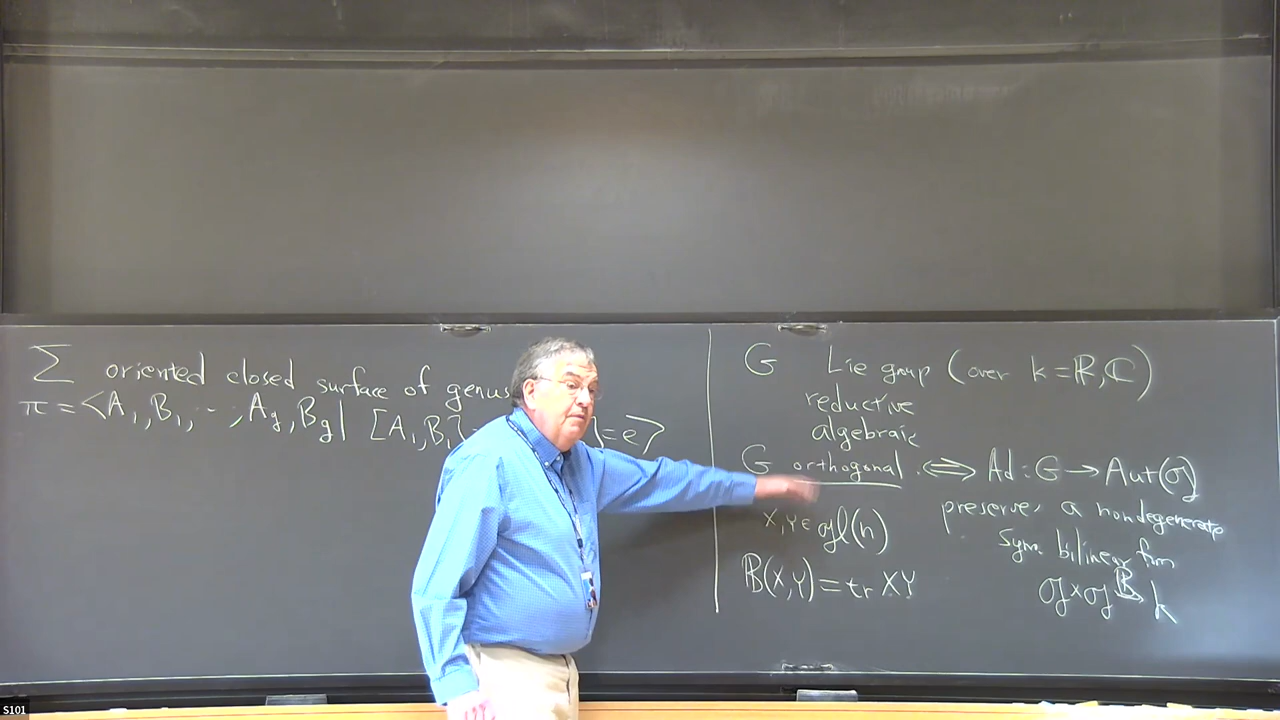 Σ oriented closed surface of genus
π = <A₁, B₁, ..., A_g, B_g | [A₁, B₁] = e>
G Lie group (over k = ℝ, ℂ)
reductive
algebraic
G orthogonal ⟺ Ad : G → Aut(𝔤)
preserves a nondegenerate
sym. bilinear form
𝔤 × 𝔤 →𝔹 k
X, Y ∈ 𝔤𝔩(n)
𝔹(X, Y) = tr XY
S101